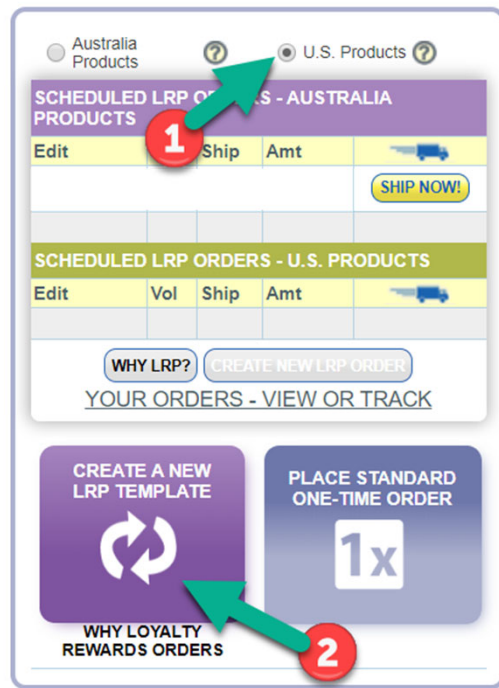 Australia
Products
?
U.S. Products
?
SCHEDULED LRP ORDERS - AUSTRALIA
PRODUCTS
1
Edit Ship Amt
SHIP NOW!
SCHEDULED LRP ORDERS - U.S. PRODUCTS
Edit Vol Ship Amt
WHY LRP? CREATE NEW LRP ORDER
YOUR ORDERS - VIEW OR TRACK
CREATE A NEW
LRP TEMPLATE
PLACE STANDARD
ONE-TIME ORDER
1x
WHY LOYALTY
REWARDS ORDERS
2